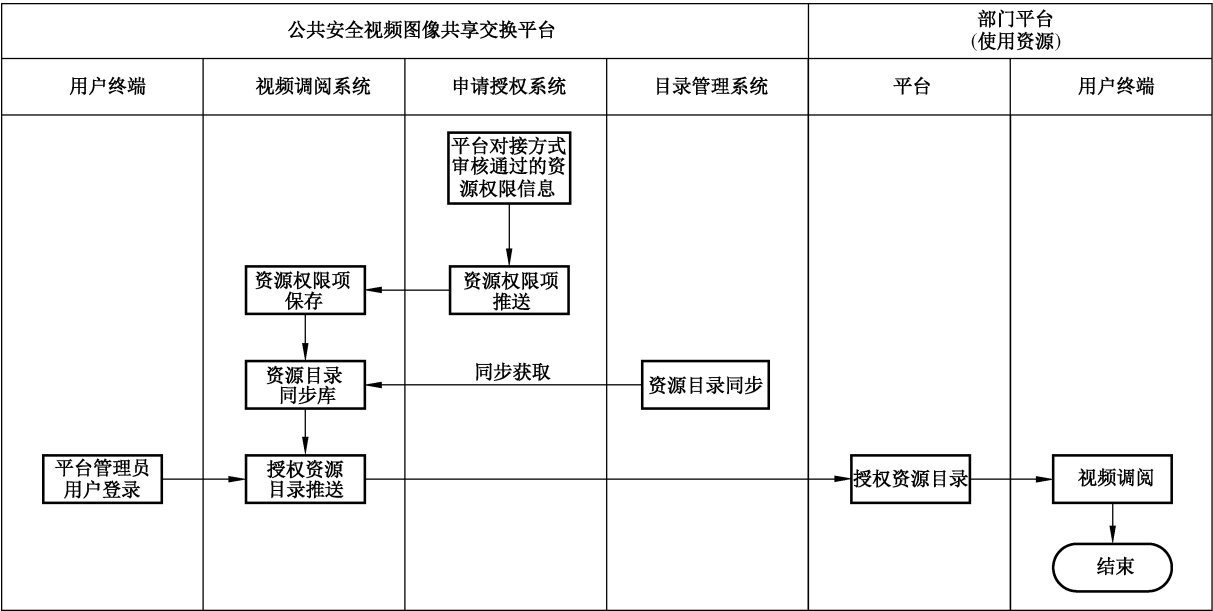 公共安全视频图像共享交换平台
部门平台
(使用资源)
用户终端
视频调阅系统
申请授权系统
目录管理系统
平台
用户终端
平台对接方式
审核通过的资
源权限信息
资源权限项
保存
资源权限项
推送
资源目录
同步库
同步获取
资源目录同步
平台管理员
用户登录
授权资源
目录推送
授权资源目录
视频调阅
结束